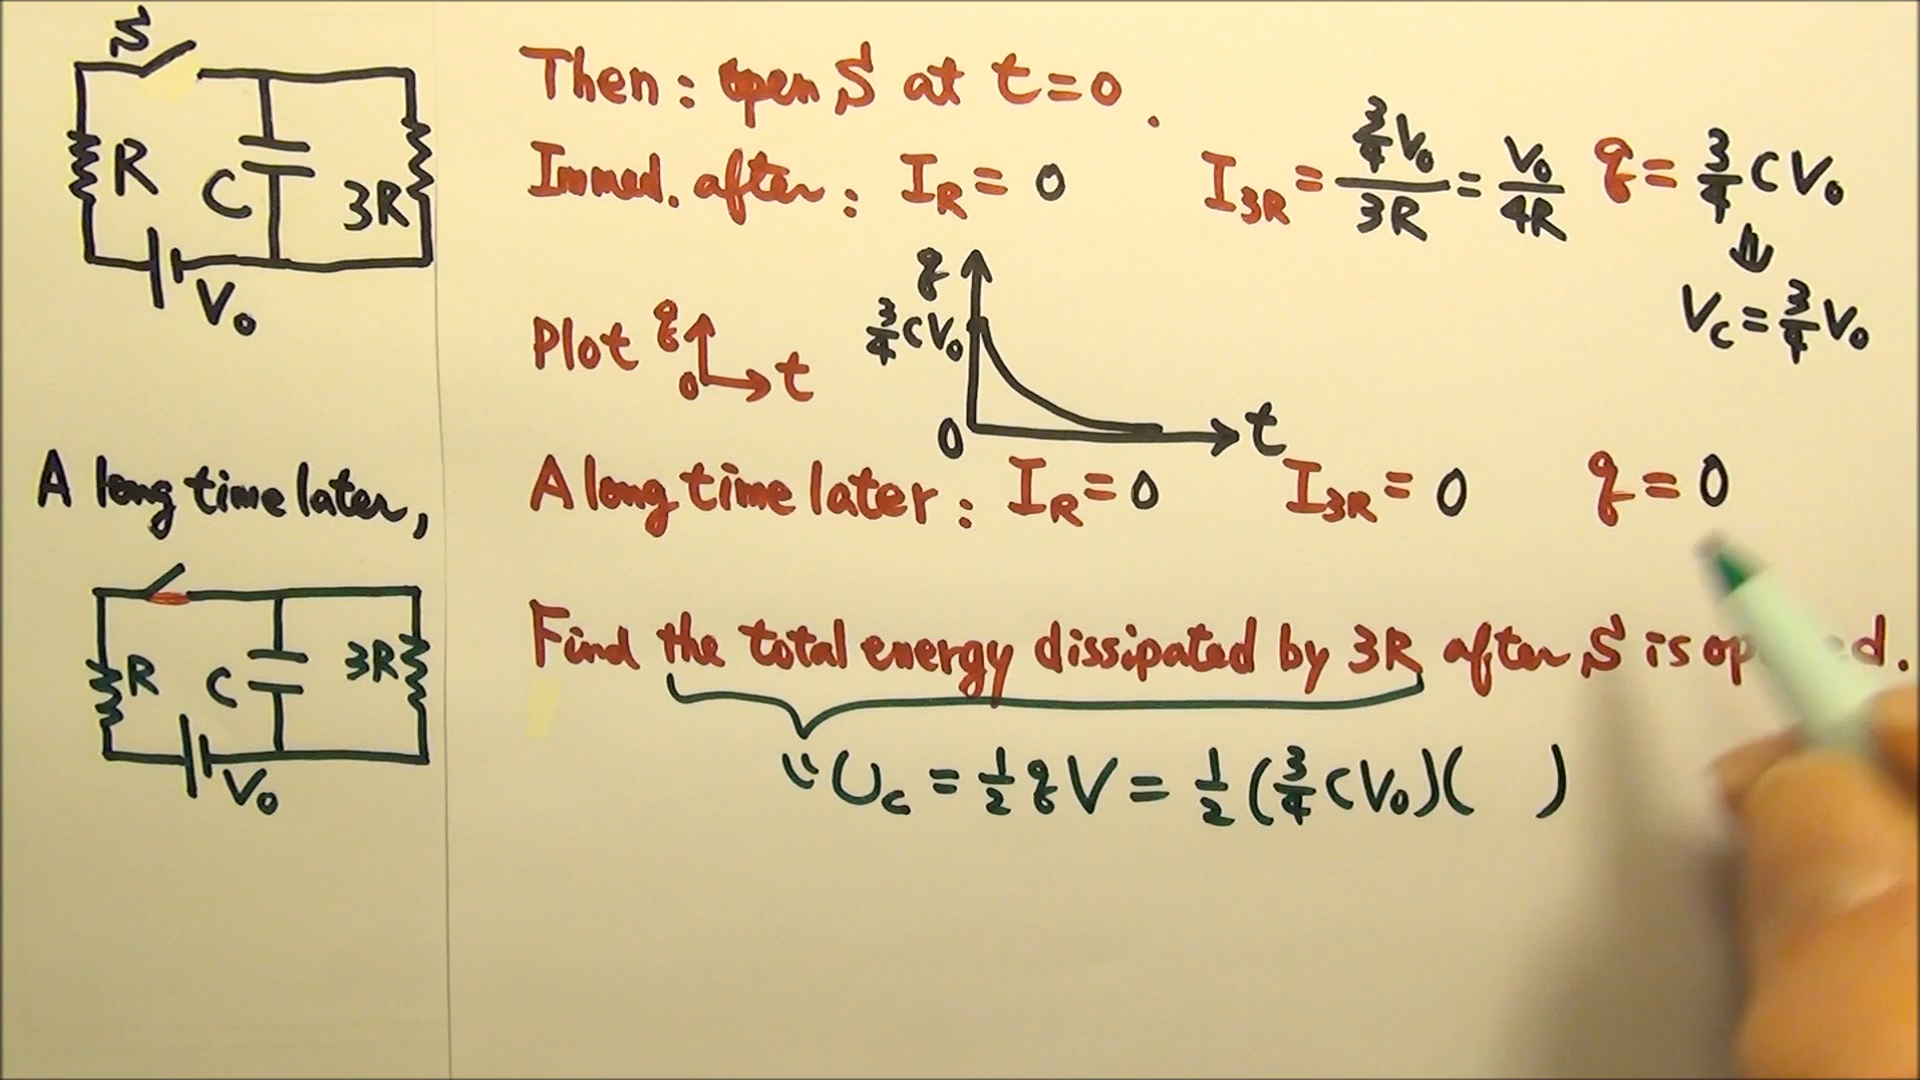 S
R
C
3R
V₀
Then: open S at t=0.
Immed. after: I_R = 0 I_3R = (3/4 V₀)/(3R) = V₀/(4R) q = 3/4 CV₀
⇓
V_c = 3/4 V₀
Plot q 0 t
q
3/4 CV₀
0
t
A long time later,
A long time later: I_R = 0 I_3R = 0 q = 0
R
C
3R
V₀
Find the total energy dissipated by 3R after S is
U_c = 1/2 qV = 1/2 (3/4 CV₀)( )